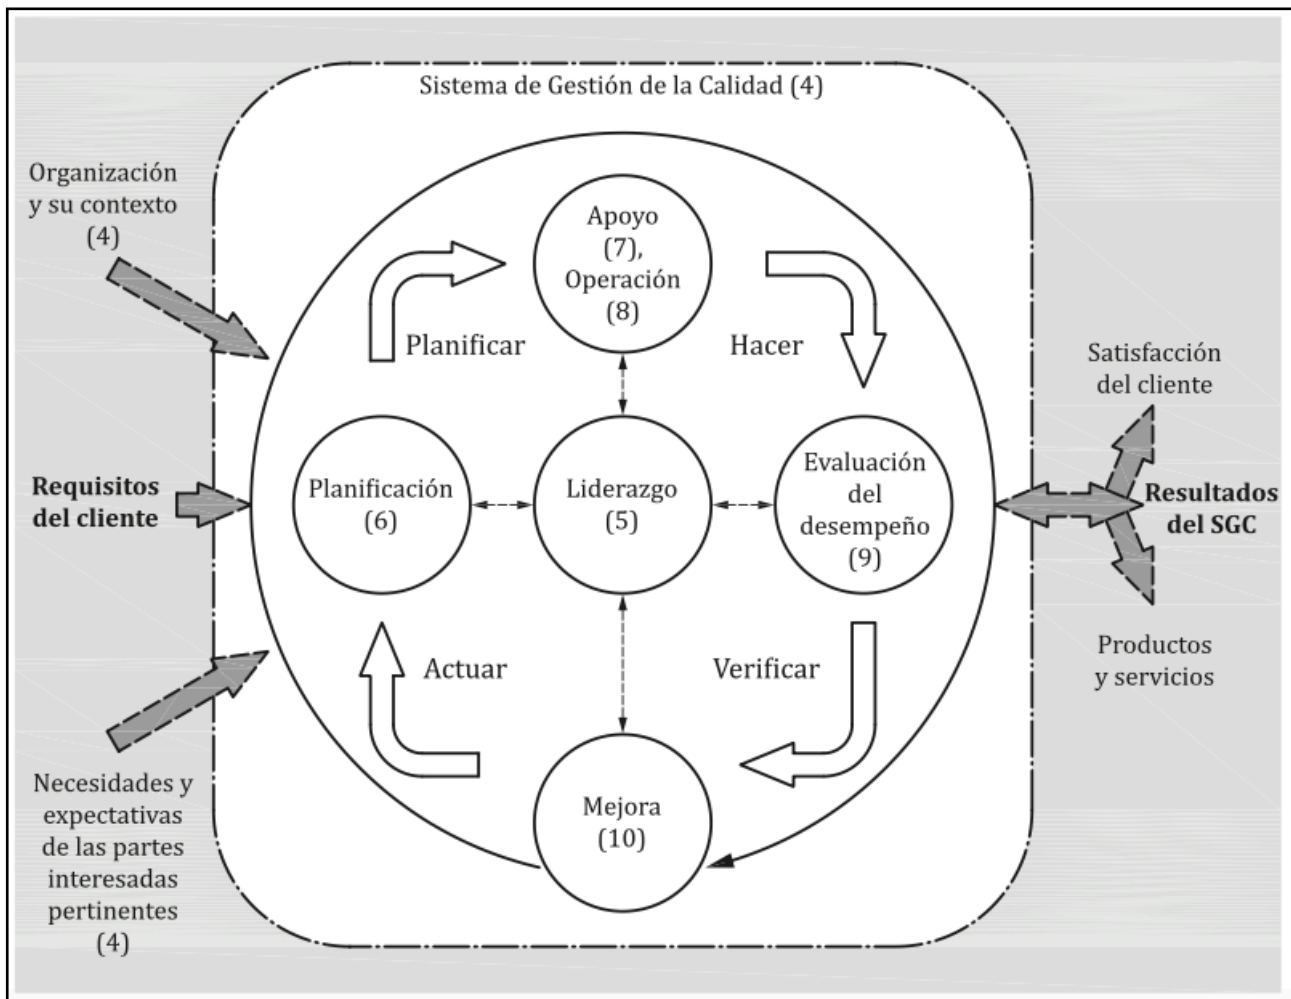 Sistema de Gestión de la Calidad (4)
Organización
y su contexto
(4)
Apoyo
(7),
Operación
(8)
Planificar
Hacer
Satisfacción
del cliente
Requisitos
del cliente
Planificación
(6)
Liderazgo
(5)
Evaluación
del
desempeño
(9)
Resultados
del SGC
Actuar
Verificar
Productos
y servicios
Necesidades y
expectativas
de las partes
interesadas
pertinentes
(4)
Mejora
(10)